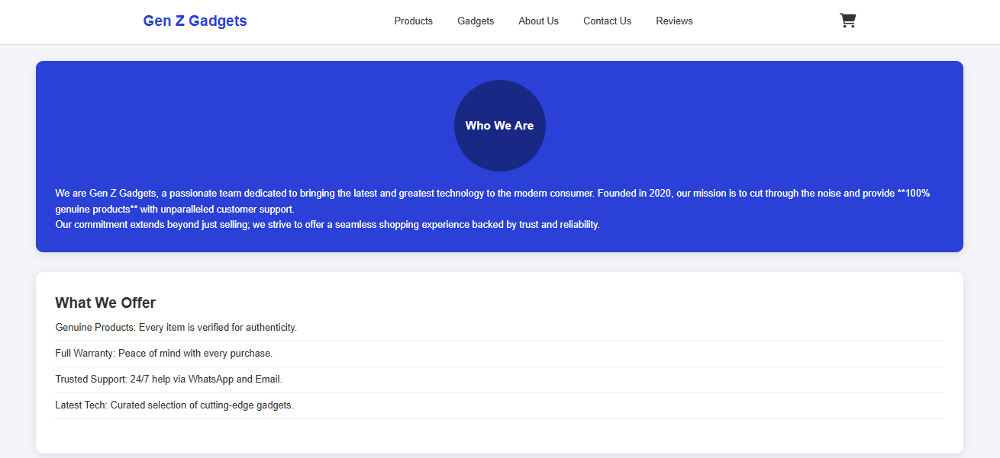 Gen Z Gadgets
Products
Gadgets
About Us
Contact Us
Reviews
Who We Are
We are Gen Z Gadgets, a passionate team dedicated to bringing the latest and greatest technology to the modern consumer. Founded in 2020, our mission is to cut through the noise and provide **100%
genuine products** with unparalleled customer support.
Our commitment extends beyond just selling; we strive to offer a seamless shopping experience backed by trust and reliability.
What We Offer
Genuine Products: Every item is verified for authenticity.
Full Warranty: Peace of mind with every purchase.
Trusted Support: 24/7 help via WhatsApp and Email.
Latest Tech: Curated selection of cutting-edge gadgets.